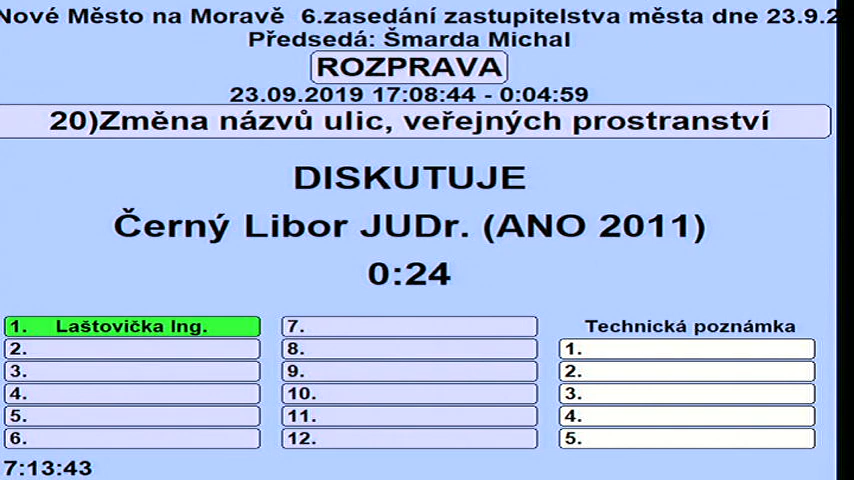 Nové Město na Moravě 6.zasedání zastupitelstva města dne 23.9.2
Předsedá: Šmarda Michal
ROZPRAVA
23.09.2019 17:08:44 - 0:04:59
20)Změna názvů ulic, veřejných prostranství
DISKUTUJE
Černý Libor JUDr. (ANO 2011)
0:24
1. Laštovička Ing.
2.
3.
4.
5.
6.
7.
8.
9.
10.
11.
12.
Technická poznámka
1.
2.
3.
4.
5.
7:13:43